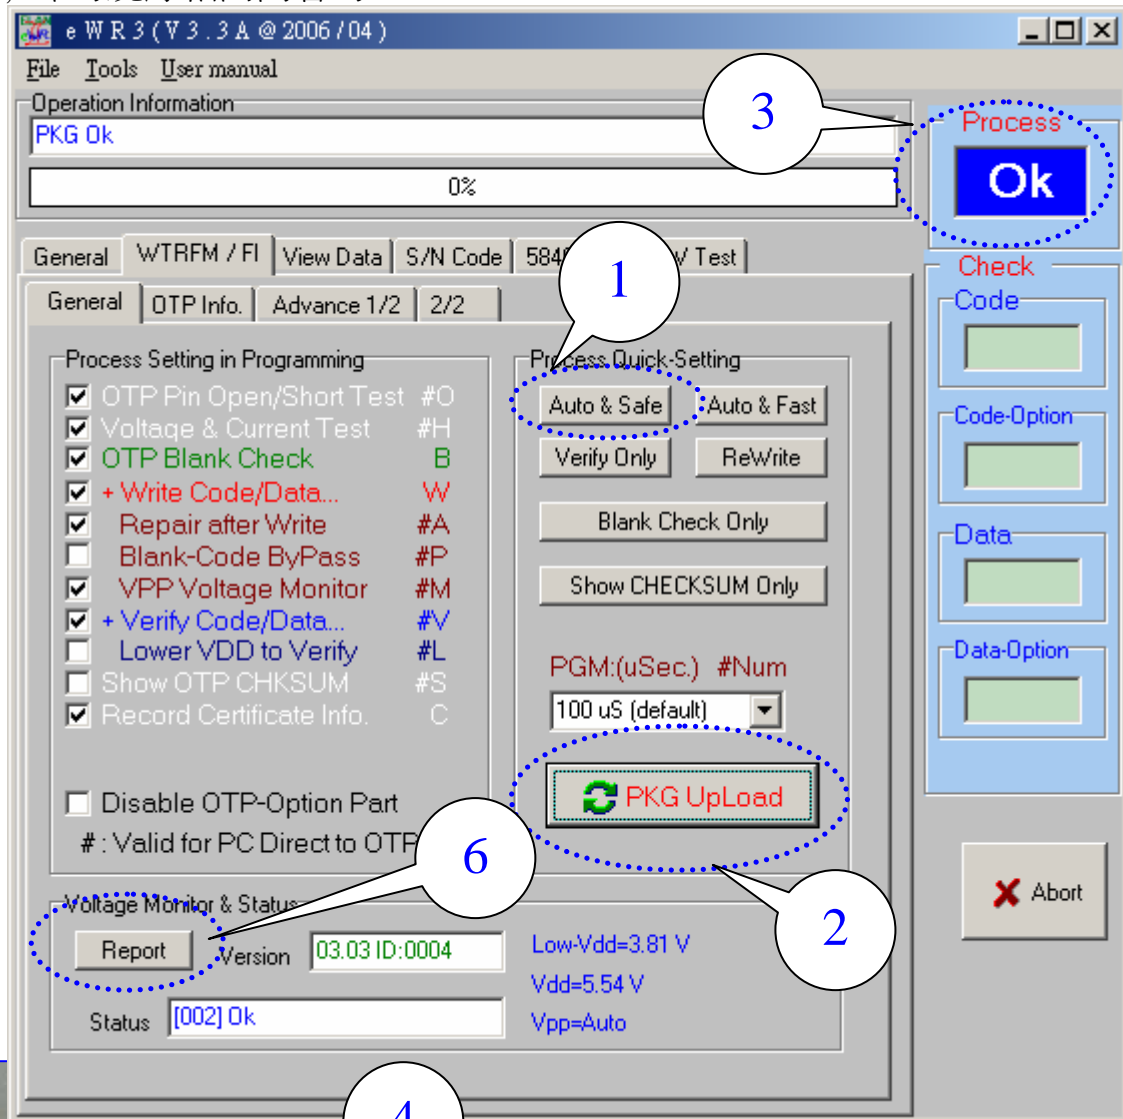 eWR3(V3.3A@2006/04)
File Tools User manual
Operation Information
PKG Ok
0%
3
Process
Ok
General WTRFM / FI View Data S/N Code 584 V Test
1
General OTP Info. Advance 1/2 2/2
Check
Code
Code-Option
Data
Data-Option
Process Setting in Programming
OTP Pin Open/Short Test #O
Voltage & Current Test #H
OTP Blank Check B
+ Write Code/Data... W
Repair after Write #A
Blank-Code ByPass #P
VPP Voltage Monitor #M
+ Verify Code/Data... #V
Lower VDD to Verify #L
Show OTP CHKSUM #S
Record Certificate Info. C
Disable OTP-Option Part
# : Valid for PC Direct to OTP
Process Quick-Setting
Auto & Safe Auto & Fast
Verify Only ReWrite
Blank Check Only
Show CHECKSUM Only
PGM:(uSec.) #Num
100 uS (default)
PKG UpLoad
6
2
Abort
Voltage Monitor & Status
Report Version 03.03 ID:0004
Status [002] Ok
Low-Vdd=3.81 V
Vdd=5.54 V
Vpp=Auto
4